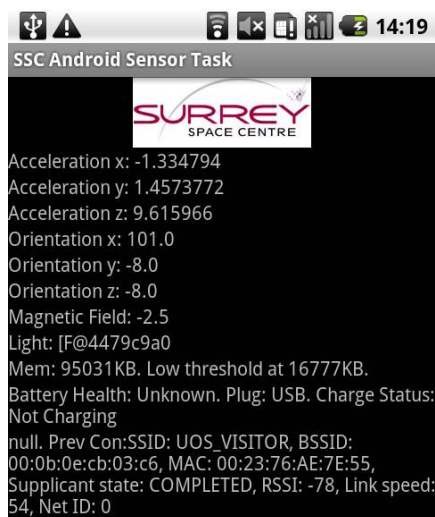 14:19
SSC Android Sensor Task
SURREY
SPACE CENTRE
Acceleration x: -1.334794
Acceleration y: 1.4573772
Acceleration z: 9.615966
Orientation x: 101.0
Orientation y: -8.0
Orientation z: -8.0
Magnetic Field: -2.5
Light: [F@4479c9a0
Mem: 95031KB. Low threshold at 16777KB.
Battery Health: Unknown. Plug: USB. Charge Status:
Not Charging
null. Prev Con:SSID: UOS_VISITOR, BSSID:
00:0b:0e:cb:03:c6, MAC: 00:23:76:AE:7E:55,
Supplicant state: COMPLETED, RSSI: -78, Link speed:
54, Net ID: 0